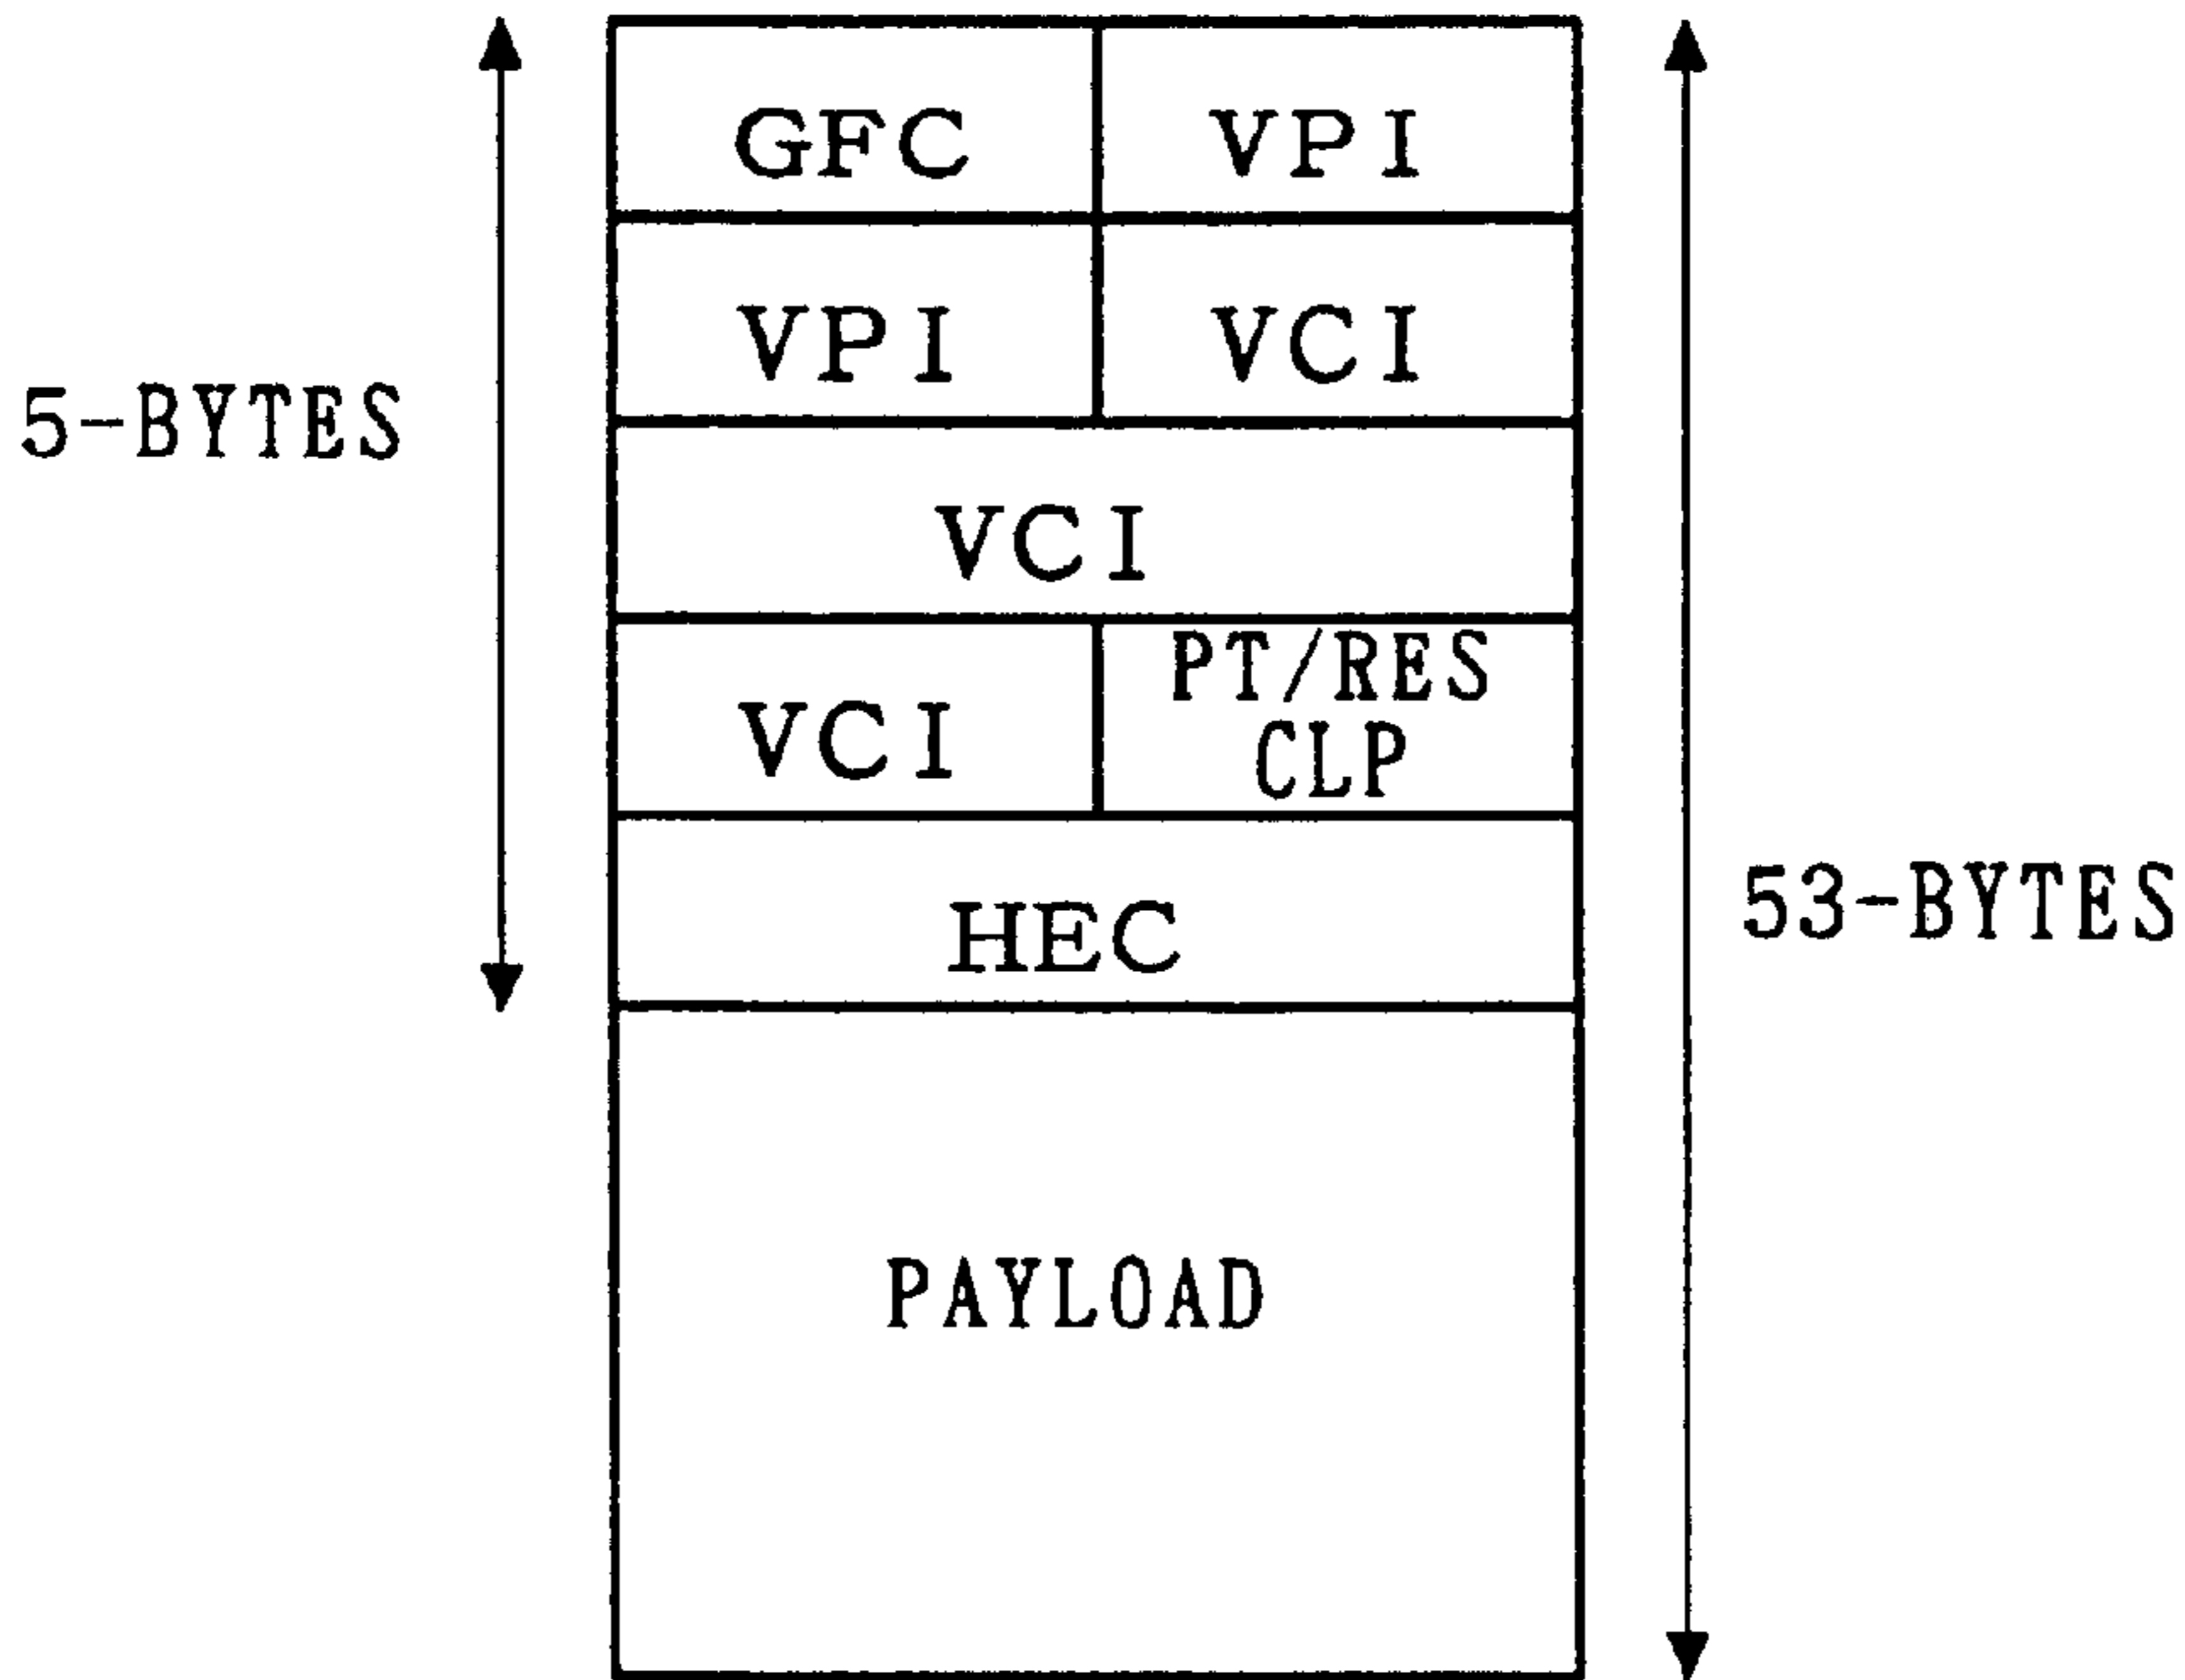 GFC
VPI
VPI
VCI
5-BYTES
VCI
VCI
PT/RES
CLP
HEC
53-BYTES
PAYLOAD